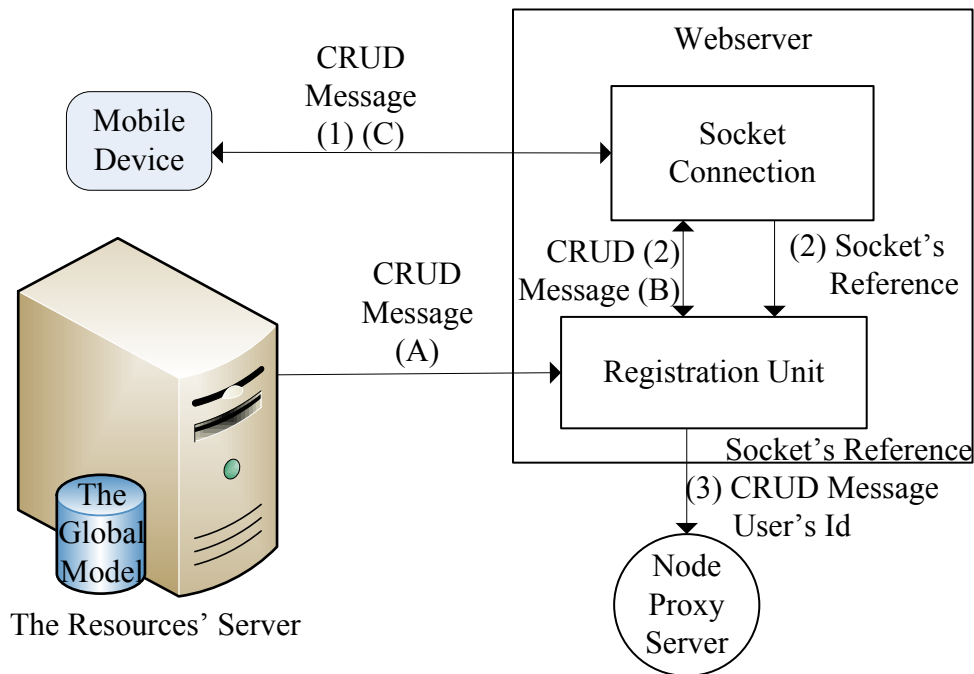 Webserver
CRUD
Message
(1) (C)
Mobile
Device
Socket
Connection
CRUD (2)
Message (B)
(2) Socket's
Reference
CRUD
Message
(A)
Registration Unit
Socket's Reference
(3) CRUD Message
User's Id
The
Global
Model
Node
Proxy
Server
The Resources' Server